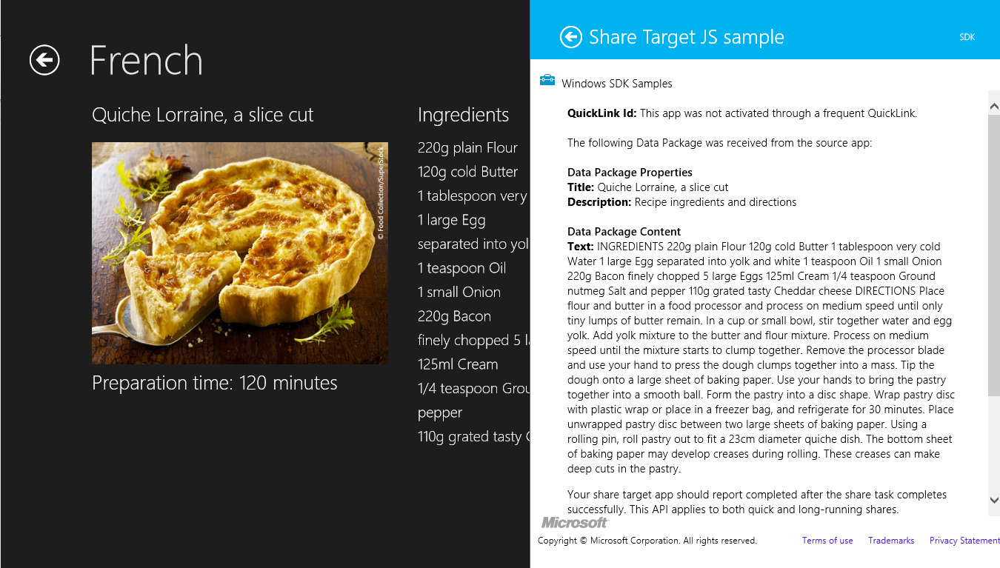 French
Quiche Lorraine, a slice cut
© Food Collection/SuperStock
Preparation time: 120 minutes
Ingredients
220g plain Flour
120g cold Butter
1 tablespoon very
1 large Egg
separated into yol
1 teaspoon Oil
1 small Onion
220g Bacon
finely chopped 5 la
125ml Cream
1/4 teaspoon Grou
pepper
110g grated tasty C
Share Target JS sample
SDK
Windows SDK Samples
QuickLink Id: This app was not activated through a frequent QuickLink.
The following Data Package was received from the source app:
Data Package Properties
Title: Quiche Lorraine, a slice cut
Description: Recipe ingredients and directions
Data Package Content
Text: INGREDIENTS 220g plain Flour 120g cold Butter 1 tablespoon very cold
Water 1 large Egg separated into yolk and white 1 teaspoon Oil 1 small Onion
220g Bacon finely chopped 5 large Eggs 125ml Cream 1/4 teaspoon Ground
nutmeg Salt and pepper 110g grated tasty Cheddar cheese DIRECTIONS Place
flour and butter in a food processor and process on medium speed until only
tiny lumps of butter remain. In a cup or small bowl, stir together water and egg
yolk. Add yolk mixture to the butter and flour mixture. Process on medium
speed until the mixture starts to clump together. Remove the processor blade
and use your hand to press the dough clumps together into a mass. Tip the
dough onto a large sheet of baking paper. Use your hands to bring the pastry
together into a smooth ball. Form the pastry into a disc shape. Wrap pastry disc
with plastic wrap or place in a freezer bag, and refrigerate for 30 minutes. Place
unwrapped pastry disc between two large sheets of baking paper. Using a
rolling pin, roll pastry out to fit a 23cm diameter quiche dish. The bottom sheet
of baking paper may develop creases during rolling. These creases can make
deep cuts in the pastry.
Your share target app should report completed after the share task completes
successfully. This API applies to both quick and long-running shares.
Microsoft
Copyright © Microsoft Corporation. All rights reserved.
Terms of use
Trademarks
Privacy Statement